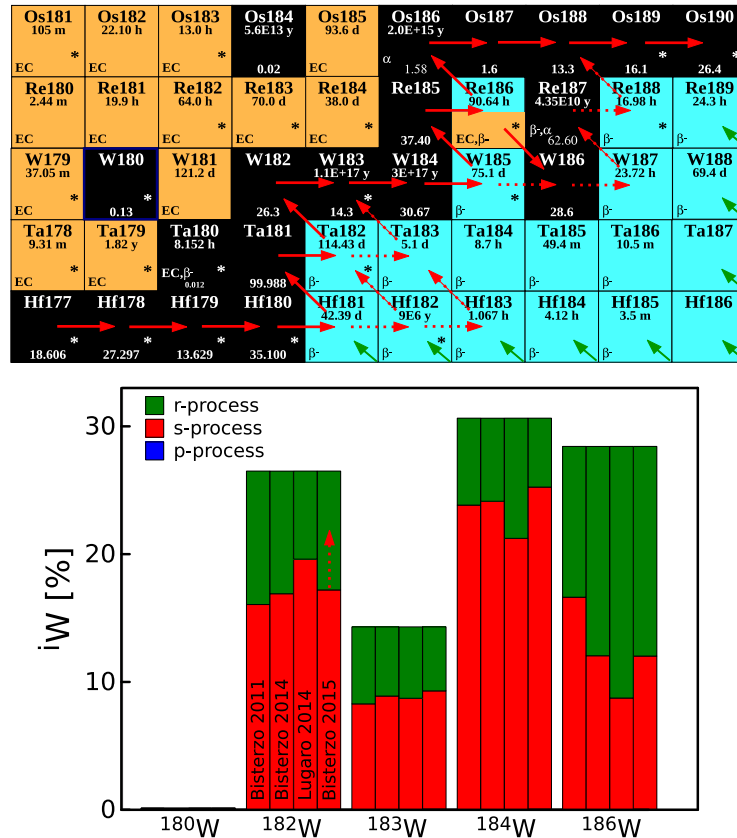 Os181 Os182 Os183 Os184 Os185 Os186 Os187 Os188 Os189 Os190
105 m 22.10 h 13.0 h 5.6E13 y 93.6 d 2.0E+15 y
* * * *
EC EC EC 0.02 EC α 1.58 1.6 13.3 16.1 26.4
Re180 Re181 Re182 Re183 Re184 Re185 Re186 Re187 Re188 Re189
2.44 m 19.9 h 64.0 h 70.0 d 38.0 d 90.64 h 4.35E10 y 16.98 h 24.3 h
* * * * *
EC EC EC EC EC 37.40 EC,β- β-,α 62.60 β-
W179 W180 W181 W182 W183 W184 W185 W186 W187 W188
37.05 m 121.2 d 1.1E+17 y 3E+17 y 75.1 d 23.72 h 69.4 d
* * * *
EC 0.13 EC 26.3 14.3 30.67 β- 28.6 β-
Ta178 Ta179 Ta180 Ta181 Ta182 Ta183 Ta184 Ta185 Ta186 Ta187
9.31 m 1.82 y 8.152 h 114.43 d 5.1 d 8.7 h 49.4 m 10.5 m
* * * *
EC EC EC,β- 0.012 99.988 β- β- β- β- β-
Hf177 Hf178 Hf179 Hf180 Hf181 Hf182 Hf183 Hf184 Hf185 Hf186
42.39 d 9E6 y 1.067 h 4.12 h 3.5 m
* * * * *
18.606 27.297 13.629 35.100 β- β- β- β- β-
r-process
s-process
p-process
30
20
10
0
iW [%]
Bisterzo 2011
Bisterzo 2014
Lugaro 2014
Bisterzo 2015
180W 182W 183W 184W 186W